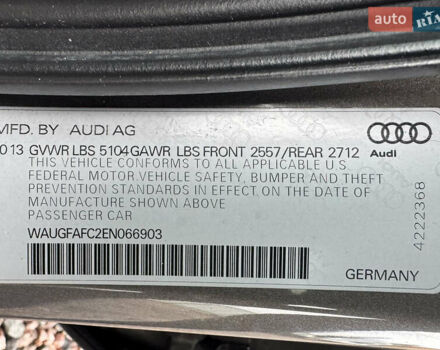 auto RIA
MFD. BY AUDI AG
013 GVWR LBS 5104 GAWR LBS FRONT 2557/REAR 2712
THIS VEHICLE CONFORMS TO ALL APPLICABLE U.S.
FEDERAL MOTOR VEHICLE SAFETY, BUMPER AND THEFT
PREVENTION STANDARDS IN EFFECT ON THE DATE OF
MANUFACTURE SHOWN ABOVE
PASSENGER CAR
WAUGFAFC2EN066903
Audi
4222368
GERMANY